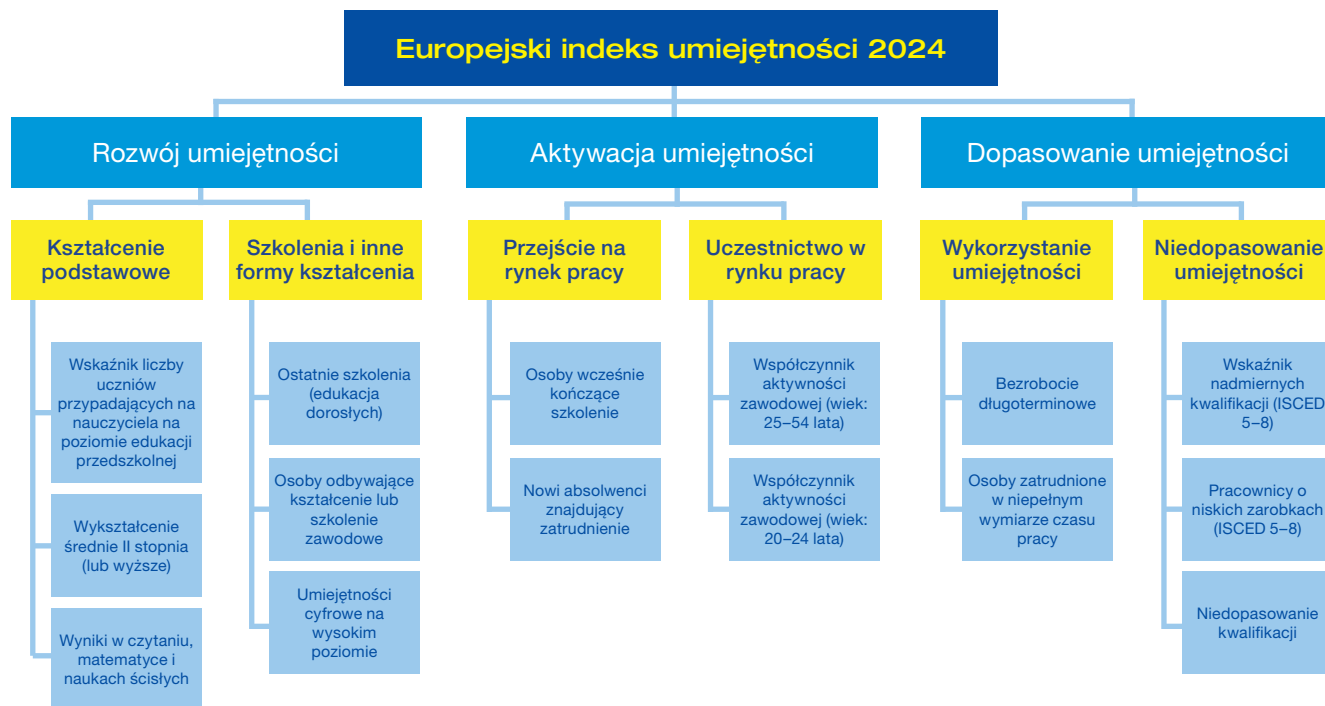 Europejski indeks umiejętności 2024
Rozwój umiejętności
Aktywacja umiejętności
Dopasowanie umiejętności
Kształcenie
podstawowe
Szkolenia i inne
formy kształcenia
Przejście na
rynek pracy
Uczestnictwo w
rynku pracy
Wykorzystanie
umiejętności
Niedopasowanie
umiejętności
Wskaźnik liczby
uczniów
przypadających na
nauczyciela na
poziomie edukacji
przedszkolnej
Wykształcenie
średnie II stopnia
(lub wyższe)
Wyniki w czytaniu,
matematyce i
naukach ścisłych
Ostatnie szkolenia
(edukacja
dorosłych)
Osoby odbywające
kształcenie lub
szkolenie
zawodowe
Umiejętności
cyfrowe na
wysokim
poziomie
Osoby wcześnie
kończące
szkolenie
Nowi absolwenci
znajdujący
zatrudnienie
Współczynnik
aktywności
zawodowej (wiek:
25–54 lata)
Współczynnik
aktywności
zawodowej (wiek:
20–24 lata)
Bezrobocie
długoterminowe
Osoby zatrudnione
w niepełnym
wymiarze czasu
pracy
Wskaźnik
nadmiernych
kwalifikacji (ISCED
5–8)
Pracownicy o
niskich zarobkach
(ISCED 5–8)
Niedopasowanie
kwalifikacji